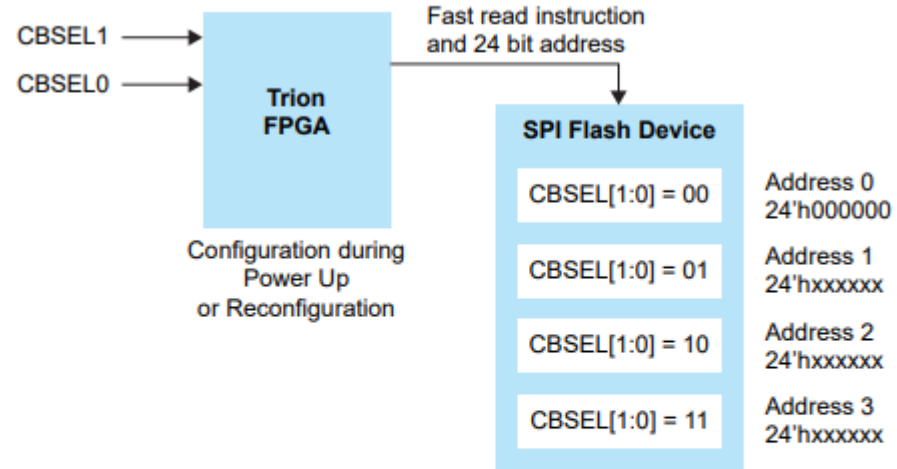 CBSEL1
CBSEL0
Trion
FPGA
Configuration during
Power Up
or Reconfiguration
Fast read instruction
and 24 bit address
SPI Flash Device
CBSEL[1:0] = 00
Address 0
24'h000000
CBSEL[1:0] = 01
Address 1
24'hxxxxxx
CBSEL[1:0] = 10
Address 2
24'hxxxxxx
CBSEL[1:0] = 11
Address 3
24'hxxxxxx